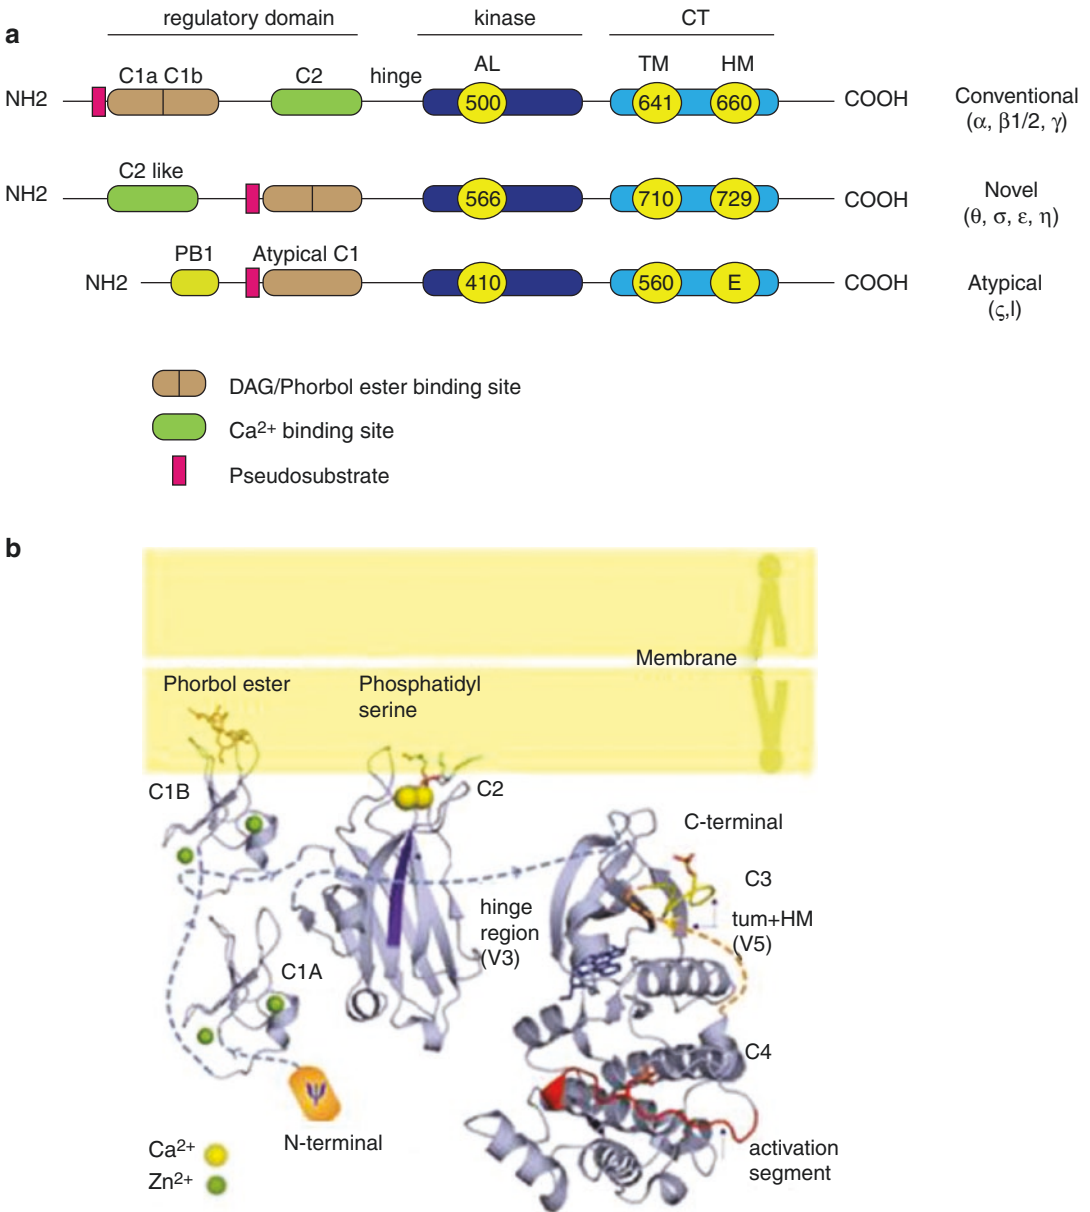 a
regulatory domain
kinase
CT
C1a C1b
C2
hinge
AL
TM
HM
NH2
500
641
660
COOH
Conventional
(α, β1/2, γ)
C2 like
NH2
566
710
729
COOH
Novel
(θ, σ, ε, η)
PB1
Atypical C1
NH2
410
560
E
COOH
Atypical
(ς,I)
DAG/Phorbol ester binding site
Ca2+ binding site
Pseudosubstrate
b
Membrane
Phorbol ester
Phosphatidyl
serine
C1B
C2
C-terminal
C3
hinge
region
(V3)
tum+HM
(V5)
C1A
C4
Ψ
N-terminal
activation
segment
Ca2+
Zn2+